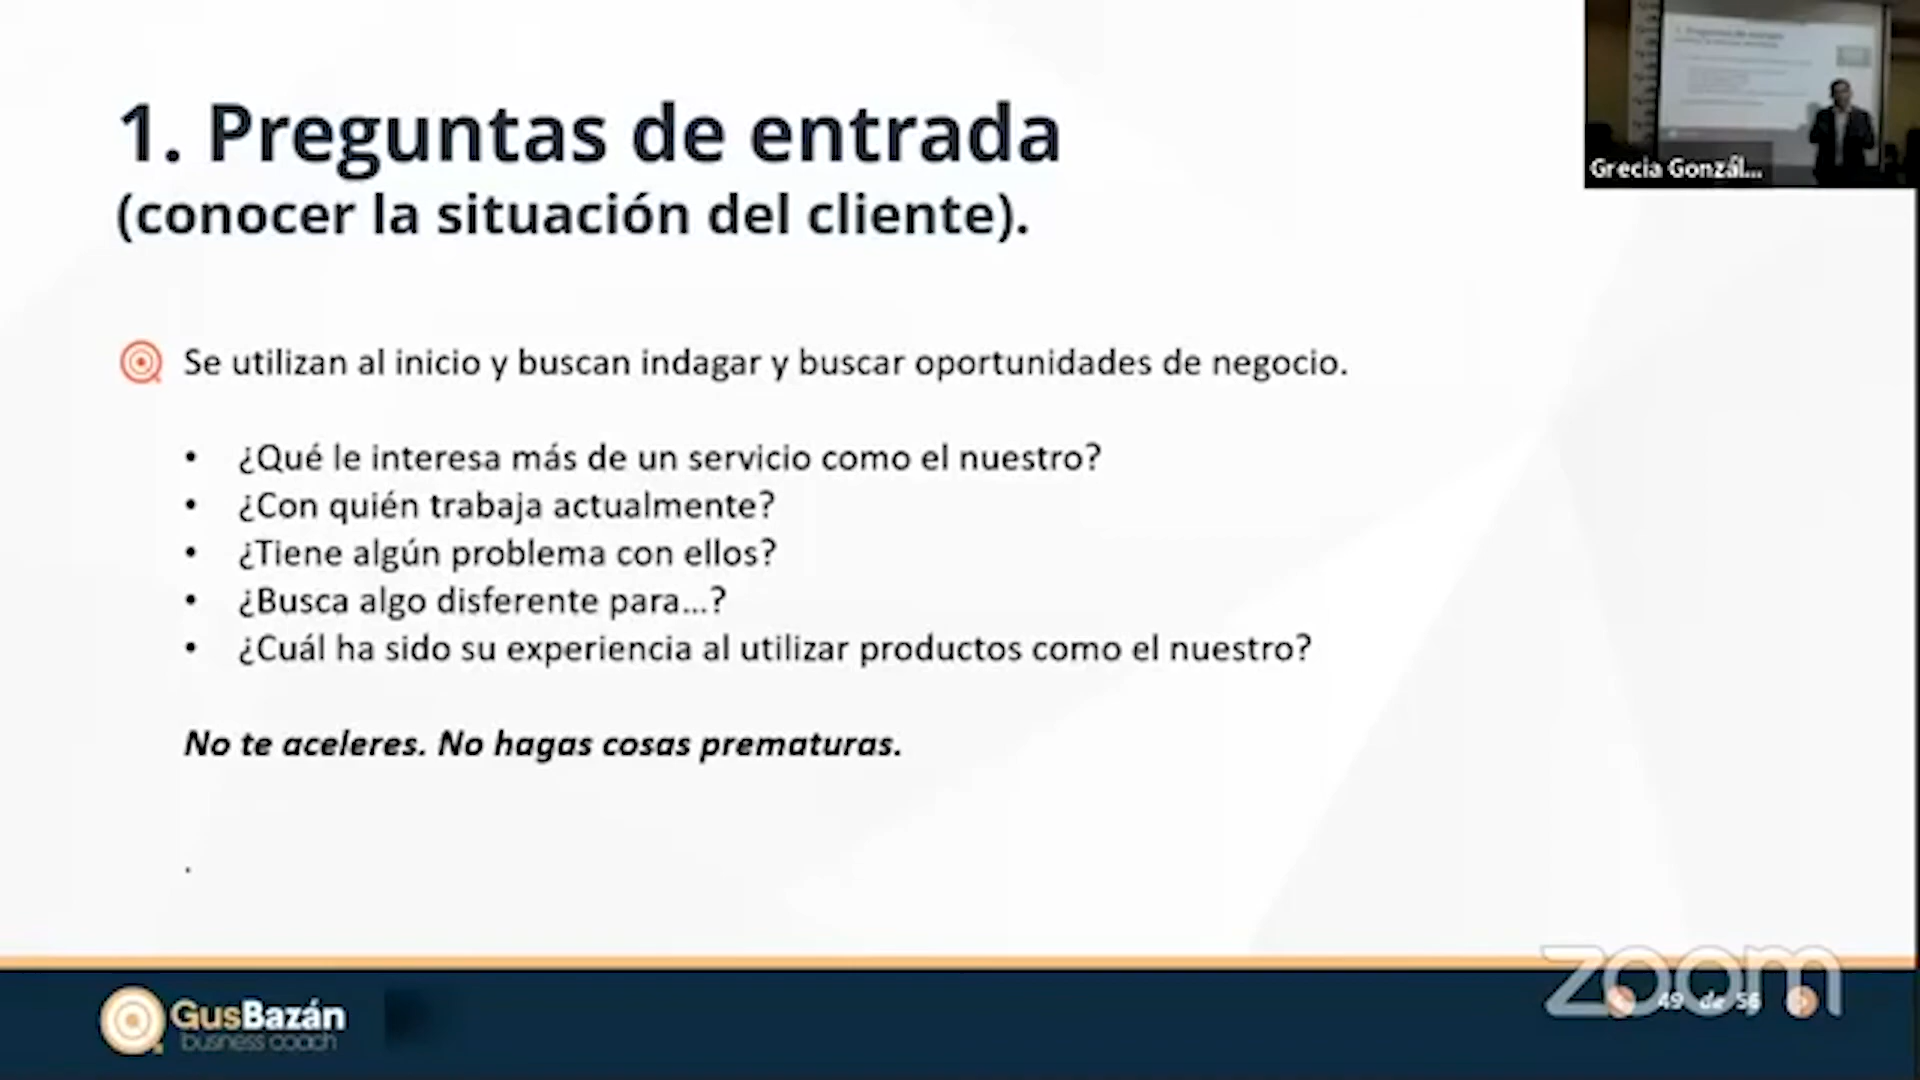 1. Preguntas de entrada
(conocer la situación del cliente).
Grecia Gonzál...
Se utilizan al inicio y buscan indagar y buscar oportunidades de negocio.
• ¿Qué le interesa más de un servicio como el nuestro?
• ¿Con quién trabaja actualmente?
• ¿Tiene algún problema con ellos?
• ¿Busca algo disferente para...?
• ¿Cuál ha sido su experiencia al utilizar productos como el nuestro?
No te aceleres. No hagas cosas prematuras.
.
GusBazán
business coach
zoom
49 de 56